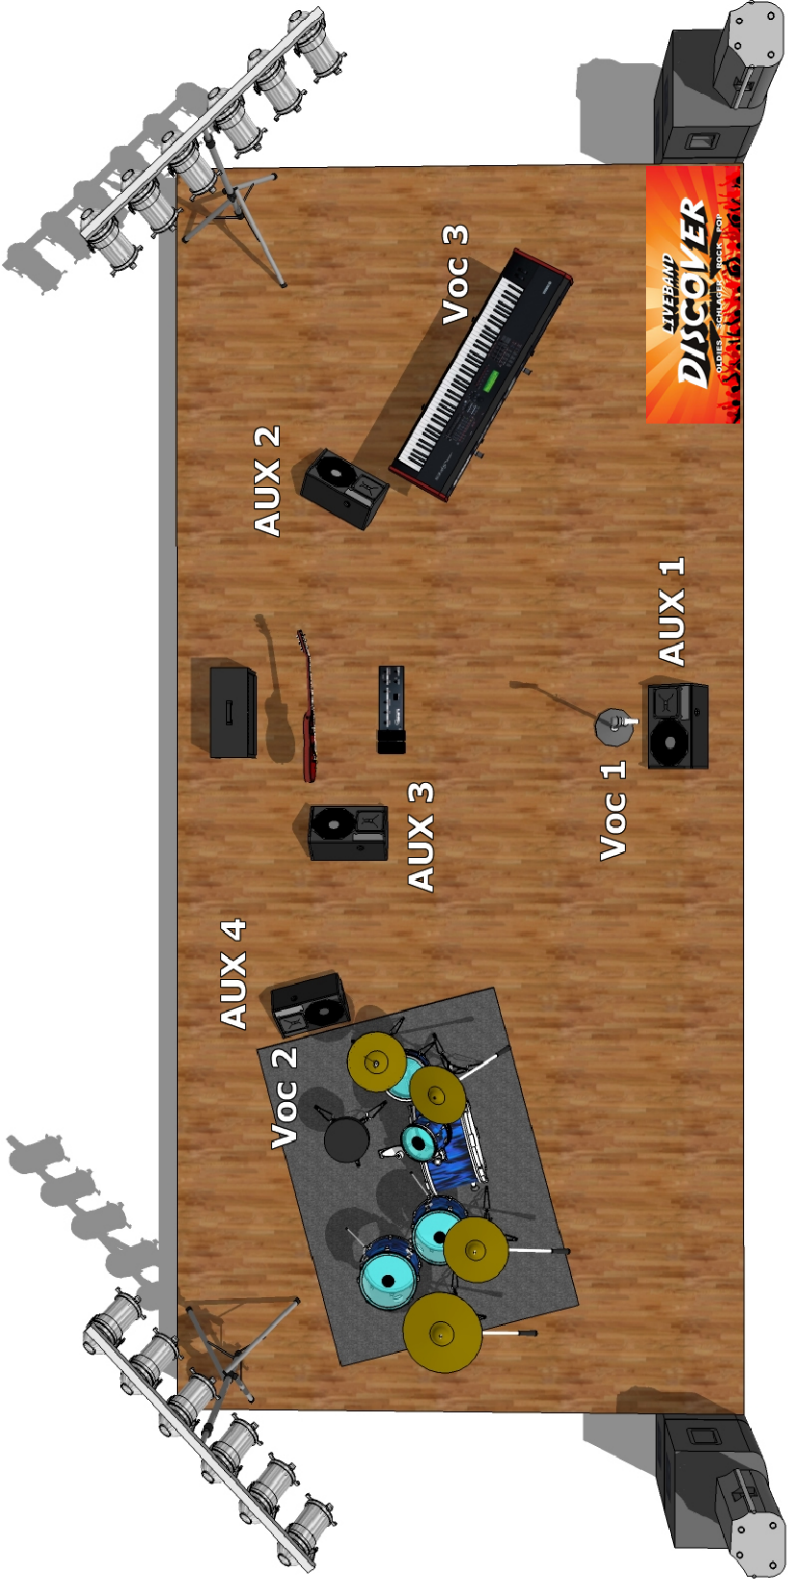 Voc 3
AUX 2
LIVEBAND
DISCOVER
OLDIES SCHLAGER ROCK POP
AUX 1
Voc 1
AUX 3
AUX 4
Voc 2